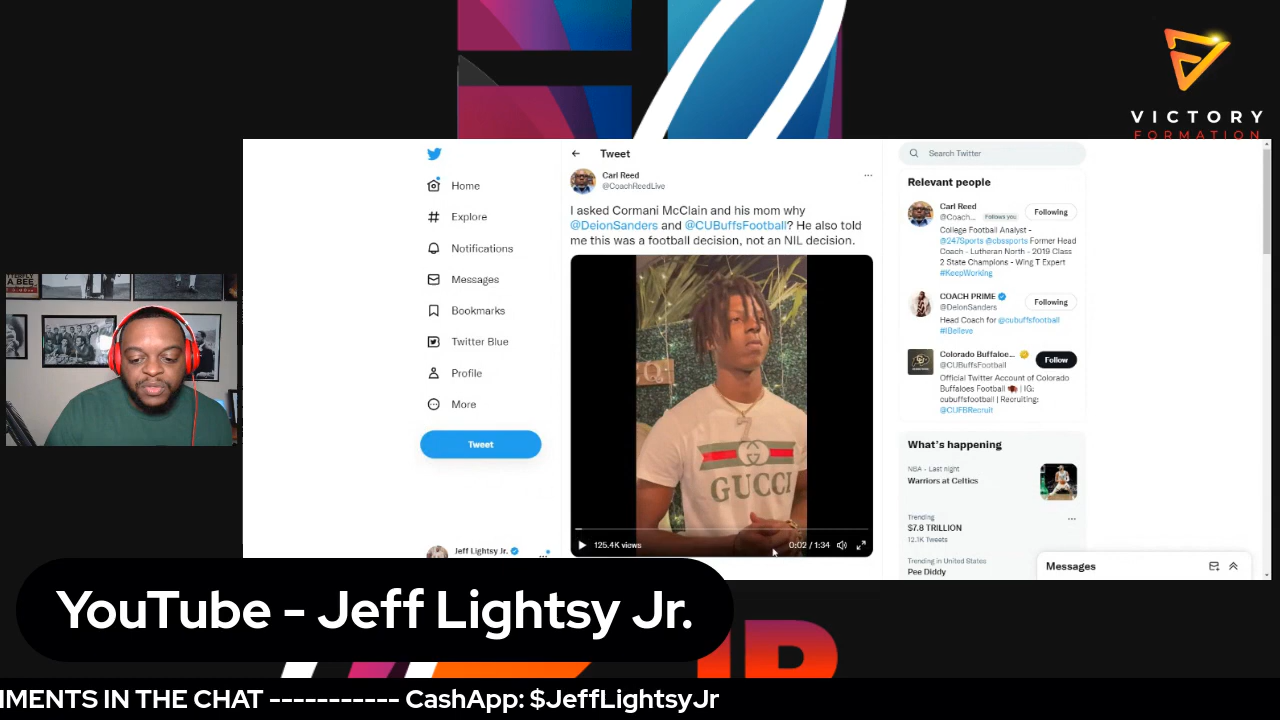 VICTORY
FORMATION
Tweet
Search Twitter
Home
Explore
Notifications
Messages
Bookmarks
Twitter Blue
Profile
More
Tweet
Jeff Lightsy Jr.
Carl Reed
@CoachReedLive
I asked Cormani McClain and his mom why
@DeionSanders and @CUBuffsFootball? He also told
me this was a football decision, not an NIL decision.
GUCCI
125.4K views
0:02 / 1:34
Relevant people
Carl Reed
@Coach... Follows you
Following
College Football Analyst -
@247Sports @cbssports Former Head
Coach - Lutheran North - 2019 Class
2 State Champions - Wing T Expert
#KeepWorking
COACH PRIME
@DeionSanders
Following
Head Coach for @cubuffsfootball
#IBelieve
Colorado Buffaloe...
@CUBuffsFootball
Follow
Official Twitter Account of Colorado
Buffaloes Football | IG:
cubuffsfootball | Recruiting:
@CUFBRecruit
What's happening
NBA - Last night
Warriors at Celtics
Trending
$7.8 TRILLION
12.1K Tweets
Trending in United States
Pee Diddy
Messages
YouTube - Jeff Lightsy Jr.
MENTS IN THE CHAT ----------- CashApp: $JeffLightsyJr